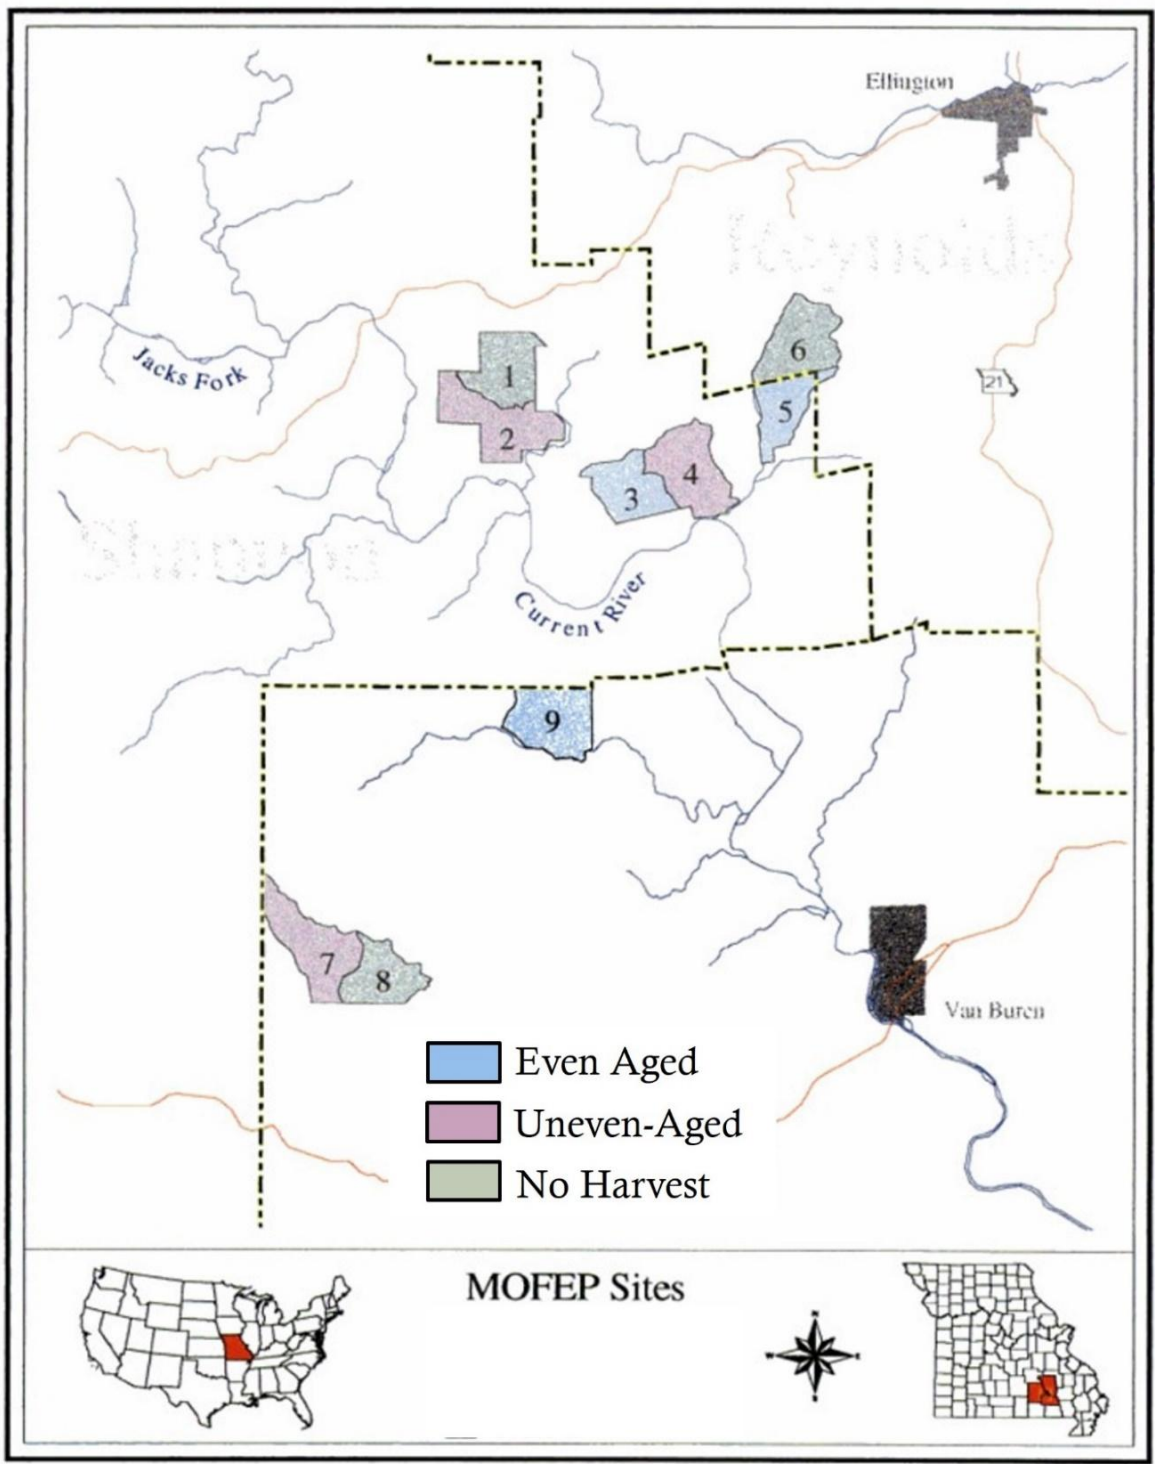 Ellington
Reynolds
Jacks Fork
1
6
21
5
2
4
3
Current River
9
7
8
Van Buren
Even Aged
Uneven-Aged
No Harvest
MOFEP Sites
N
W
E
S